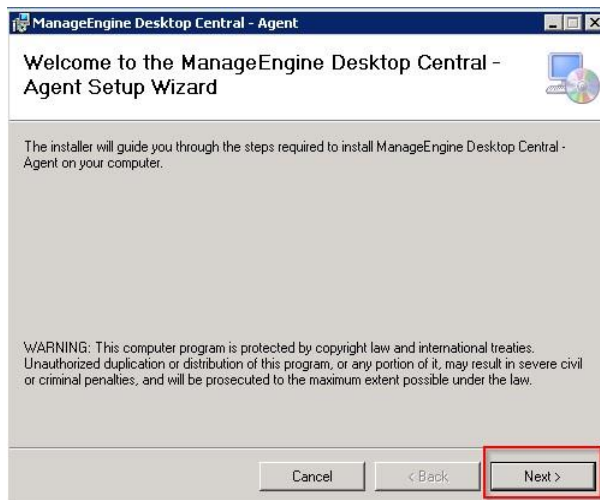 ManageEngine Desktop Central - Agent
Welcome to the ManageEngine Desktop Central -
Agent Setup Wizard
The installer will guide you through the steps required to install ManageEngine Desktop Central -
Agent on your computer.
WARNING: This computer program is protected by copyright law and international treaties.
Unauthorized duplication or distribution of this program, or any portion of it, may result in severe civil
or criminal penalties, and will be prosecuted to the maximum extent possible under the law.
Cancel
< Back
Next >